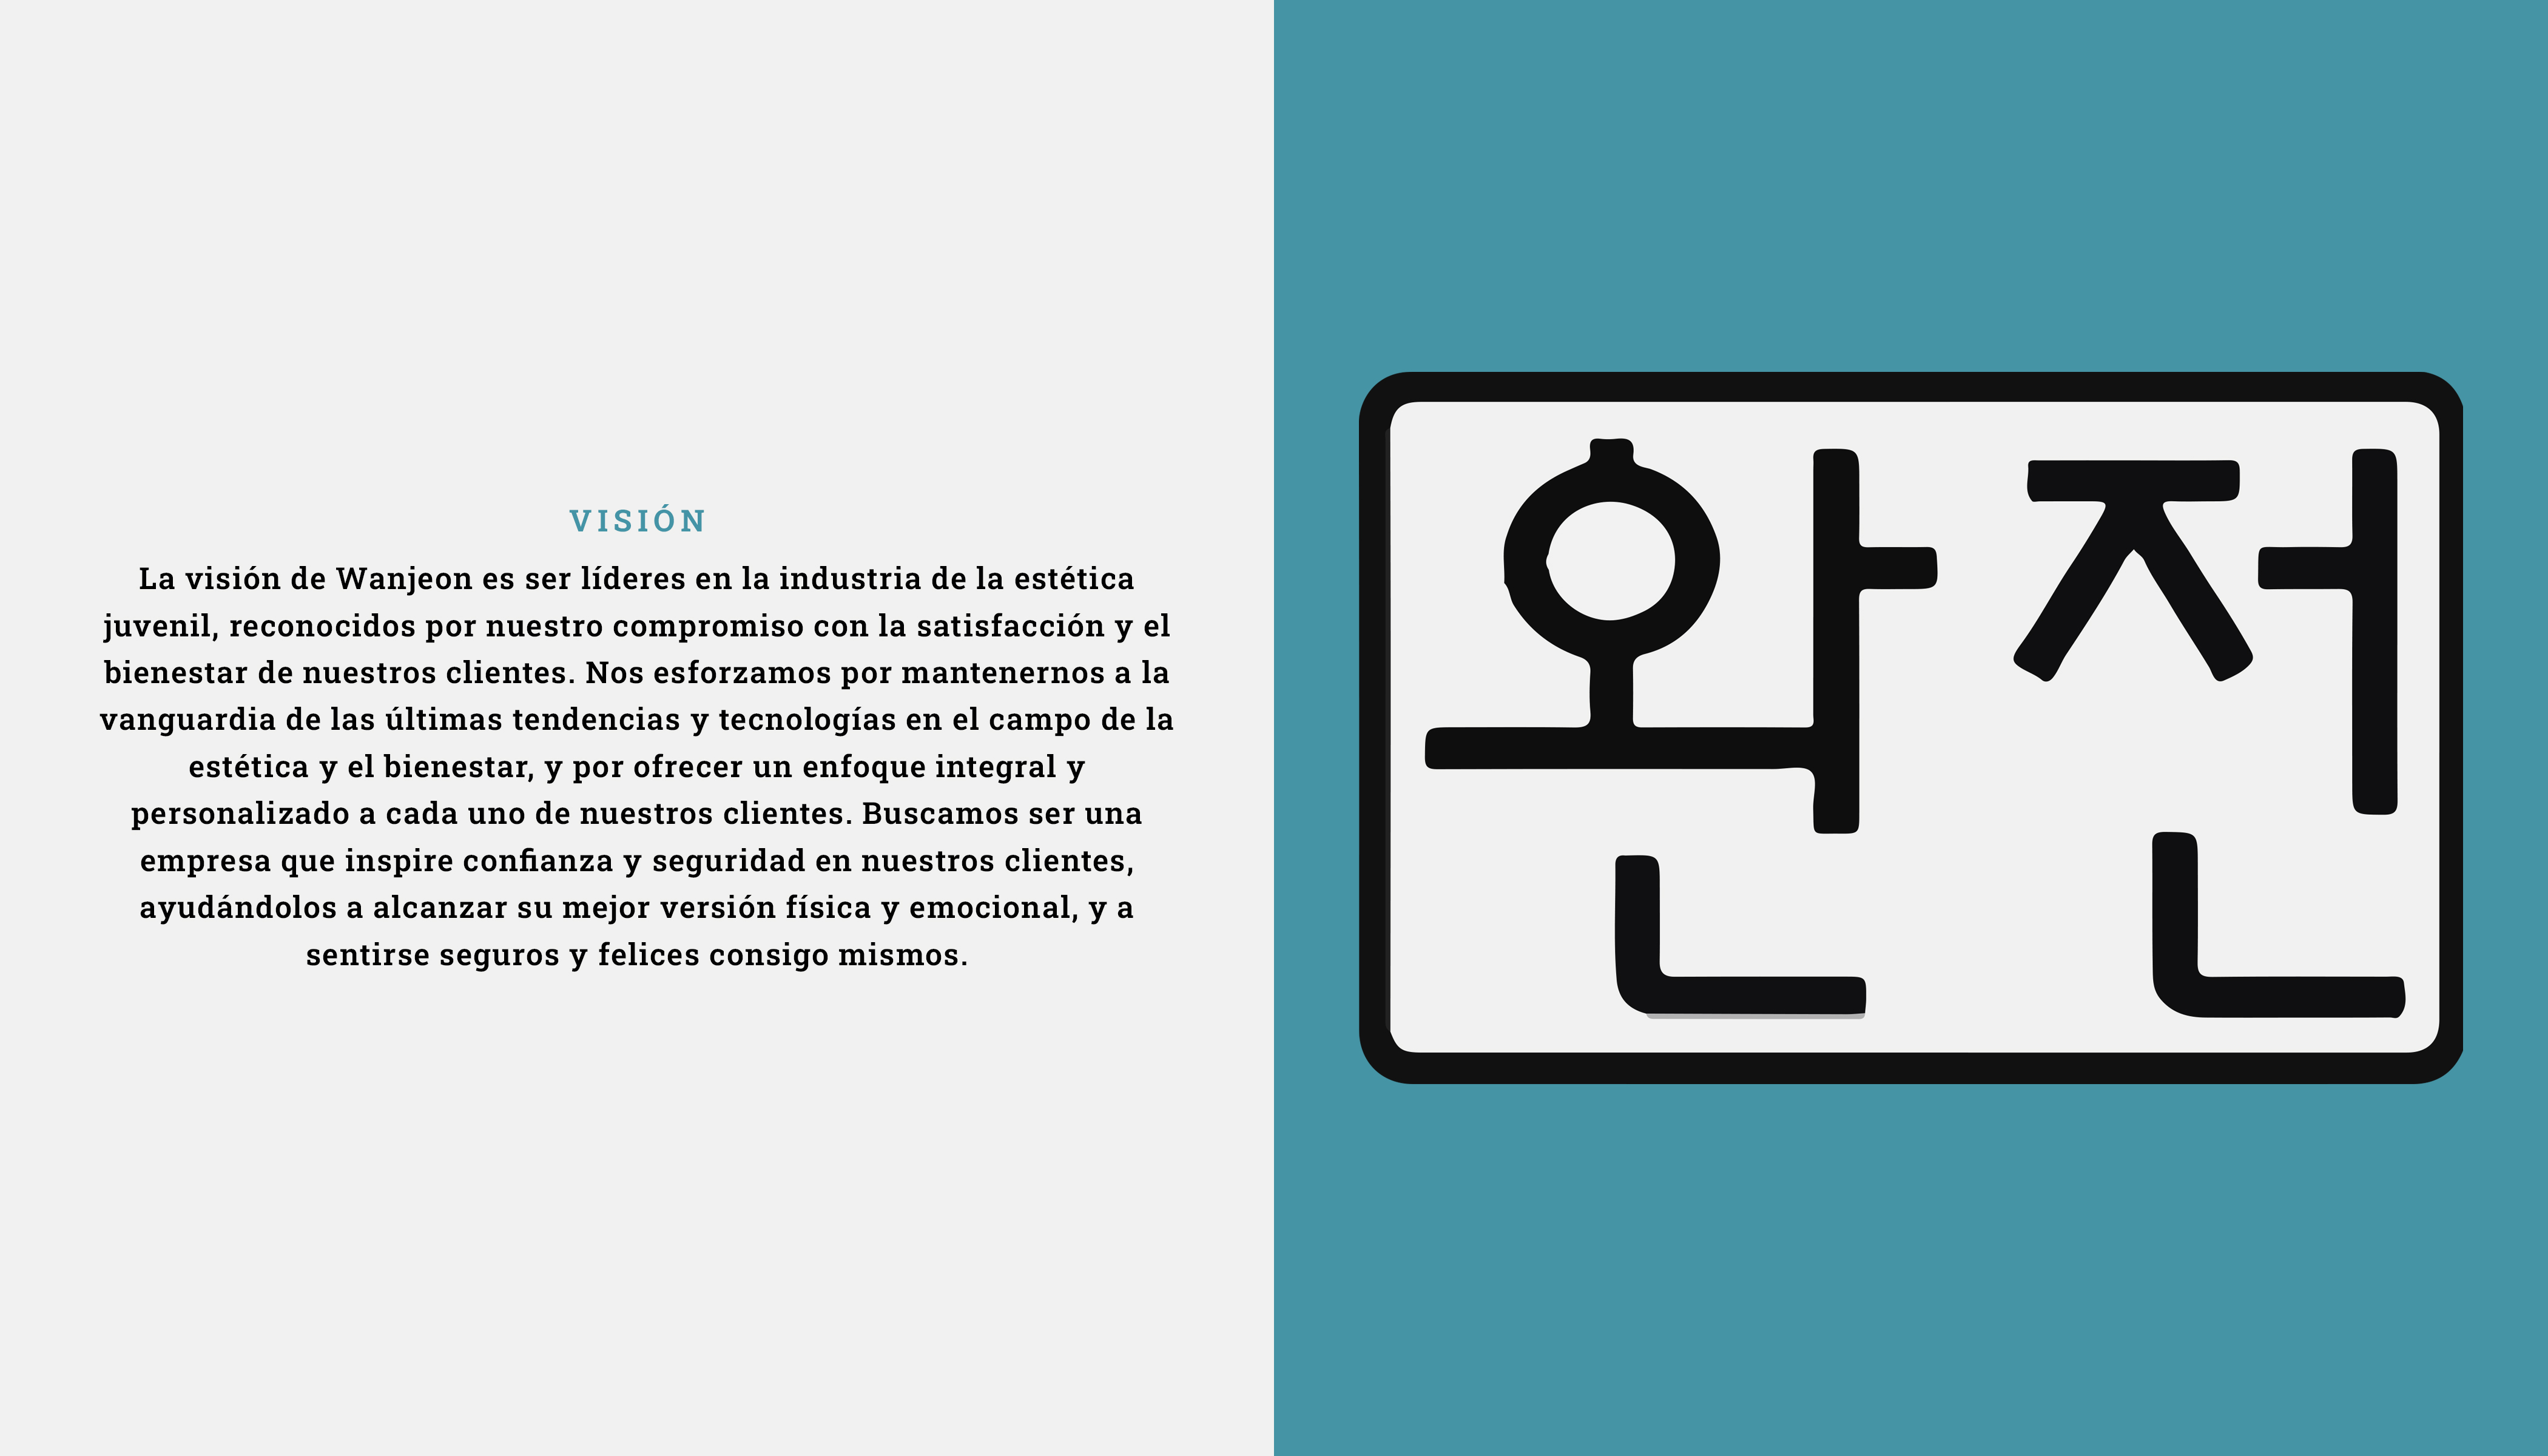 VISIÓN
La visión de Wanjeon es ser líderes en la industria de la estética
juvenil, reconocidos por nuestro compromiso con la satisfacción y el
bienestar de nuestros clientes. Nos esforzamos por mantenernos a la
vanguardia de las últimas tendencias y tecnologías en el campo de la
estética y el bienestar, y por ofrecer un enfoque integral y
personalizado a cada uno de nuestros clientes. Buscamos ser una
empresa que inspire confianza y seguridad en nuestros clientes,
ayudándolos a alcanzar su mejor versión física y emocional, y a
sentirse seguros y felices consigo mismos.
완전